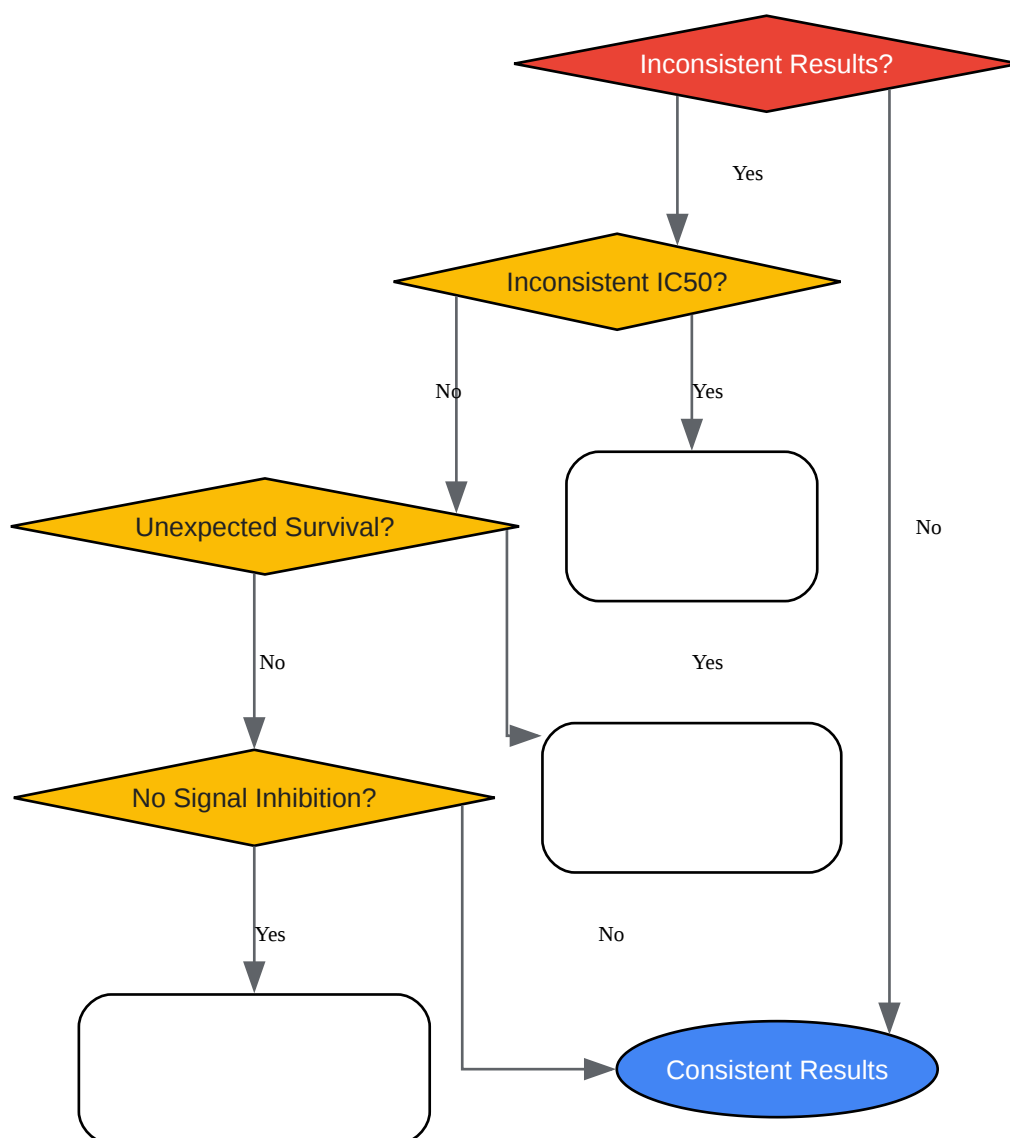 Inconsistent Results?
Yes
Inconsistent IC50?
No
Yes
Unexpected Survival?
No
No
Yes
No Signal Inhibition?
Yes
No
Consistent Results